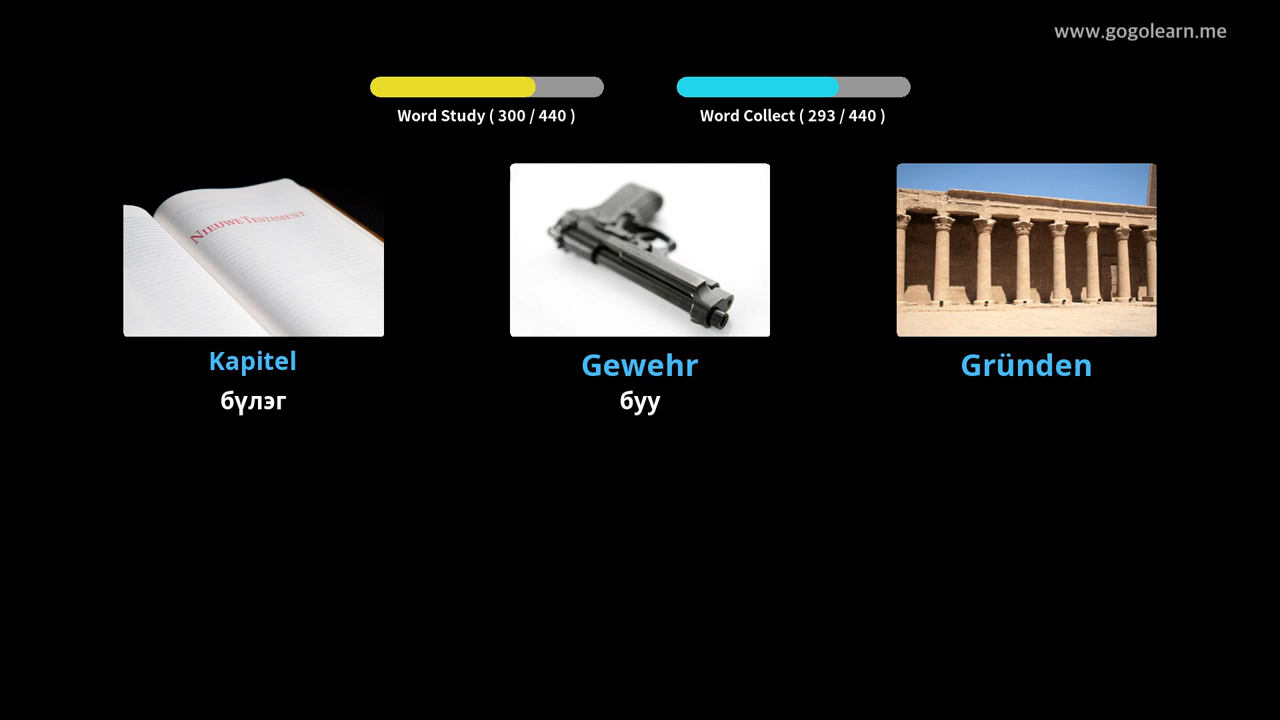 www.gogolearn.me
Word Study ( 300 / 440 )
Word Collect ( 293 / 440 )
NIEUWE TESTAMENT
Kapitel
бүлэг
Gewehr
буу
Gründen